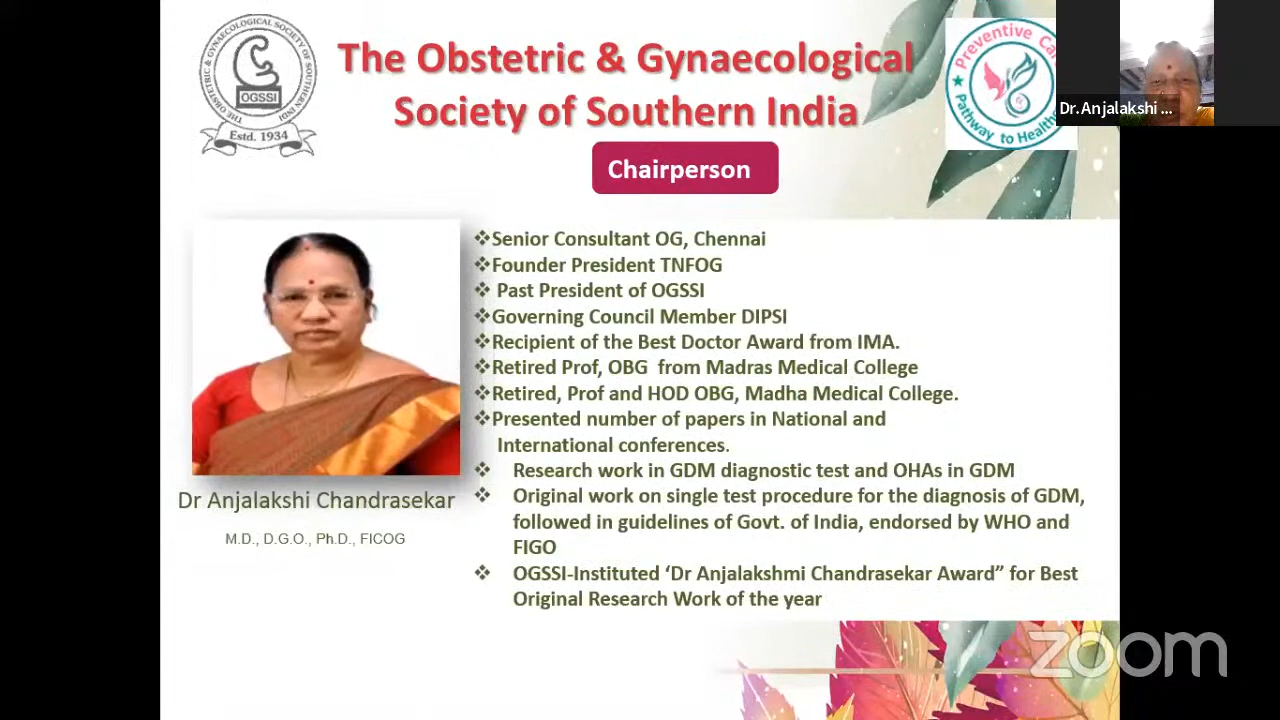 THE OBSTETRIC & GYNAECOLOGICAL SOCIETY OF SOUTHERN INDIA
OGSSI
Estd. 1934
The Obstetric & Gynaecological
Society of Southern India
Preventive
Pathway to
Dr.Anjalakshi ...
Chairperson
❖Senior Consultant OG, Chennai
❖Founder President TNFOG
❖ Past President of OGSSI
❖Governing Council Member DIPSI
❖Recipient of the Best Doctor Award from IMA.
❖Retired Prof, OBG from Madras Medical College
❖Retired, Prof and HOD OBG, Madha Medical College.
❖Presented number of papers in National and
International conferences.
❖ Research work in GDM diagnostic test and OHAs in GDM
❖ Original work on single test procedure for the diagnosis of GDM,
followed in guidelines of Govt. of India, endorsed by WHO and
FIGO
❖ OGSSI-Instituted ‘Dr Anjalakshmi Chandrasekar Award” for Best
Original Research Work of the year
Dr Anjalakshi Chandrasekar
M.D., D.G.O., Ph.D., FICOG
zoom